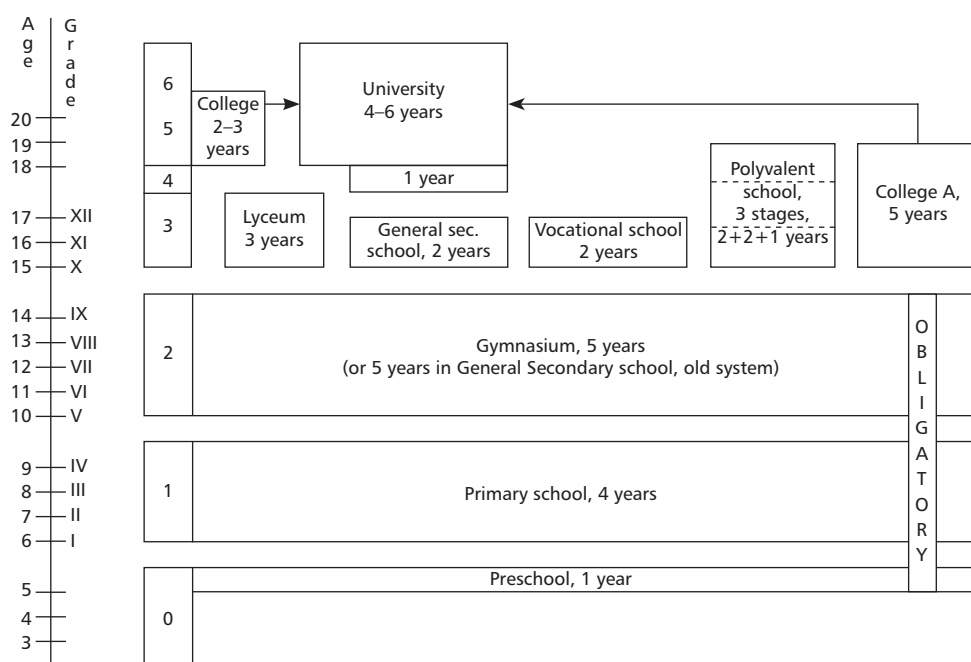 Age
Grade
20
19
18
17
XII
16
XI
15
X
14
IX
13
VIII
12
VII
11
VI
10
V
9
IV
8
III
7
II
6
I
5
4
3
6
5
4
3
2
1
0
College
2–3
years
University
4–6 years
1 year
Lyceum
3 years
General sec.
school, 2 years
Vocational school
2 years
Polyvalent
school,
3 stages,
2+2+1 years
College A,
5 years
Gymnasium, 5 years
(or 5 years in General Secondary school, old system)
Primary school, 4 years
Preschool, 1 year
OBLIGATORY